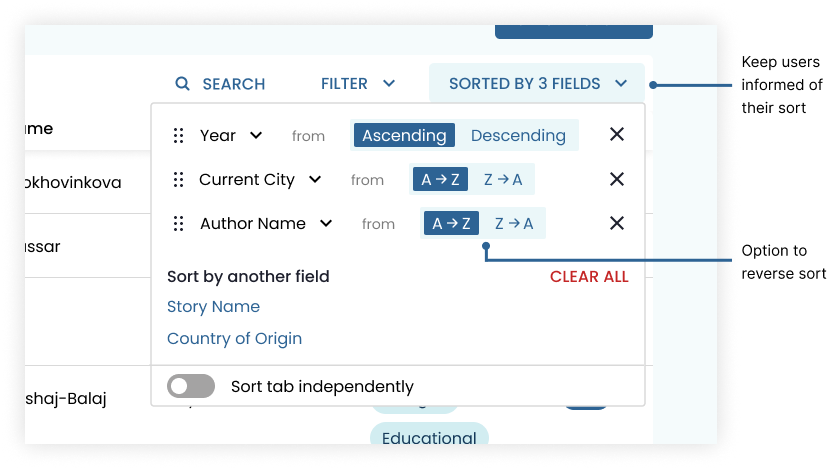 SEARCH FILTER SORTED BY 3 FIELDS
Keep users
informed of
their sort
ame
Year from Ascending Descending
okhovinkova
Current City from A → Z Z → A
ussar
Author Name from A → Z Z → A
Option to
reverse sort
Sort by another field CLEAR ALL
Story Name
Country of Origin
Sort tab independently
shaj-Balaj
Educational